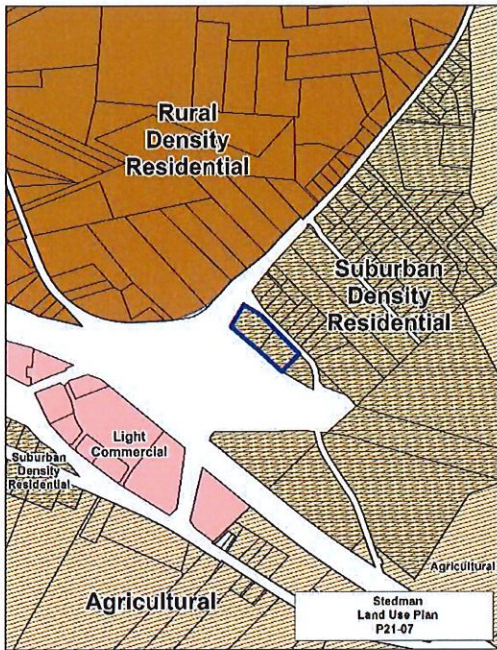 Rural
Density
Residential
Suburban
Density
Residential
Light
Commercial
Suburban
Density
Residential
Agricultural
Agricultural
Stedman
Land Use Plan
P21-07